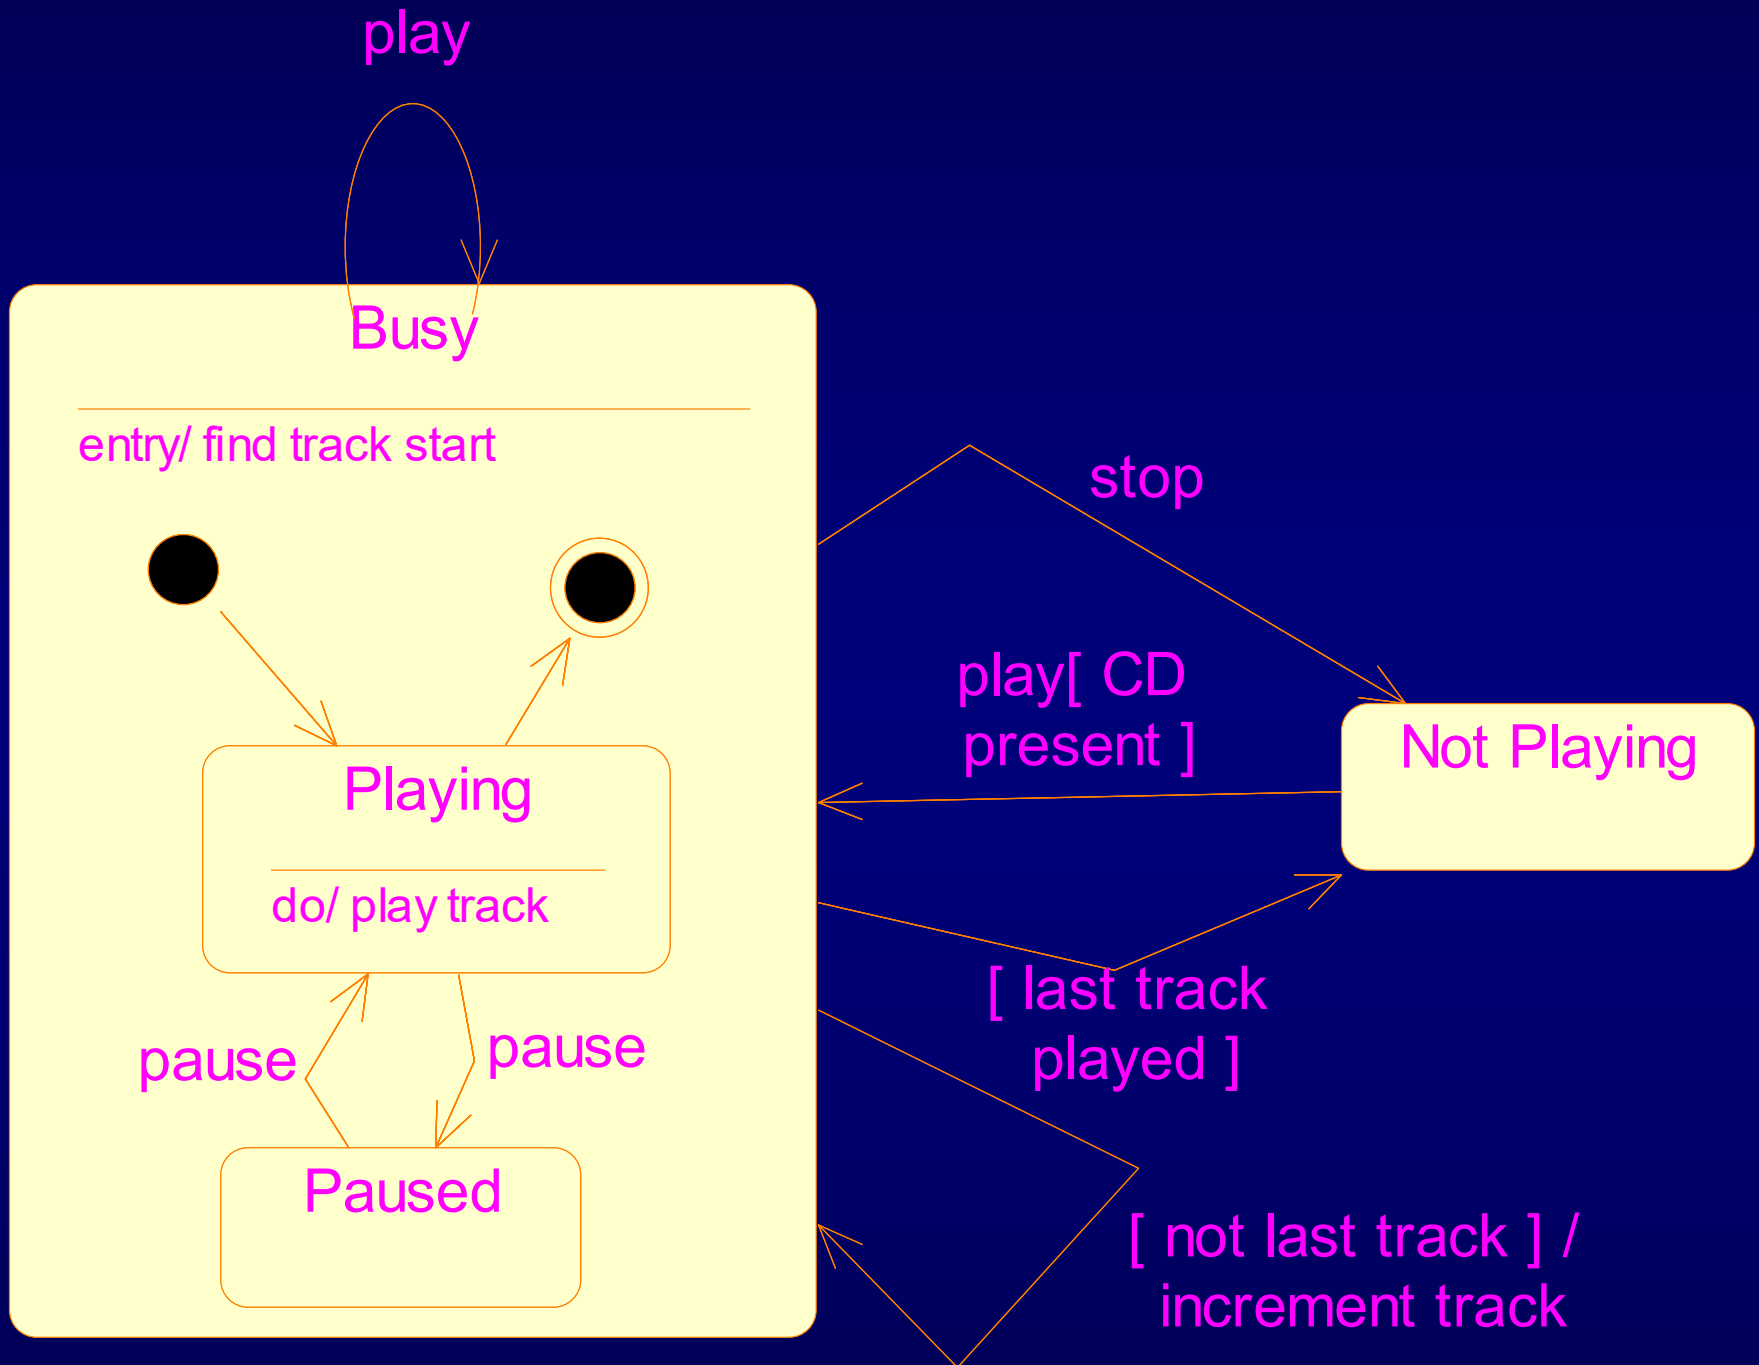 play
Busy
entry/ find track start
stop
play[ CD
present ]
Not Playing
Playing
do/ play track
[ last track
played ]
pause
pause
Paused
[ not last track ] /
increment track